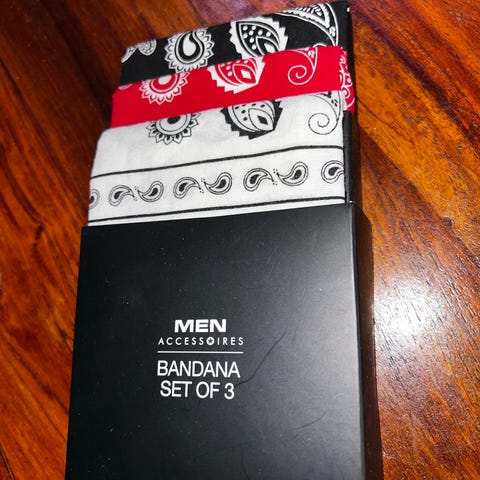 MEN
ACCESSOIRES
BANDANA
SET OF 3